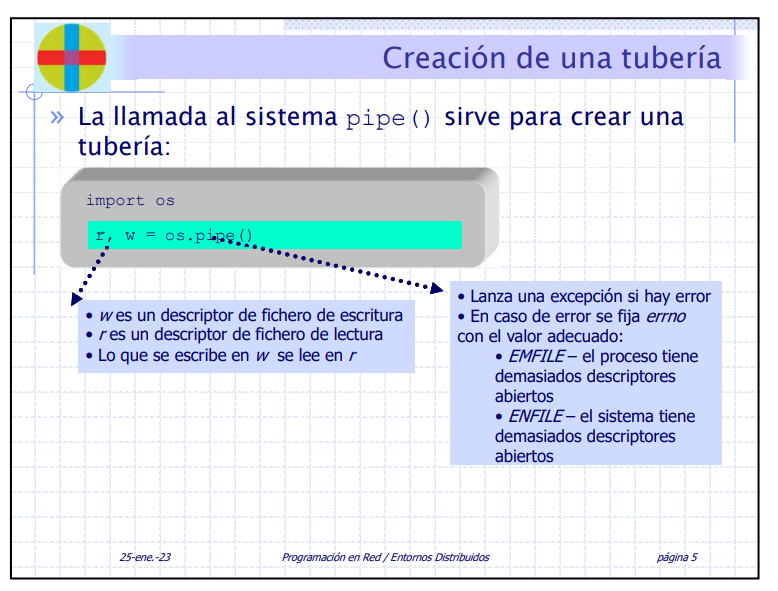 Creación de una tubería
» La llamada al sistema pipe() sirve para crear una
tubería:
import os
r, w = os.pipe()
• w es un descriptor de fichero de escritura
• r es un descriptor de fichero de lectura
• Lo que se escribe en w se lee en r
• Lanza una excepción si hay error
• En caso de error se fija errno
con el valor adecuado:
• EMFILE – el proceso tiene
demasiados descriptores
abiertos
• ENFILE – el sistema tiene
demasiados descriptores
abiertos
25-ene.-23 Programación en Red / Entornos Distribuidos página 5